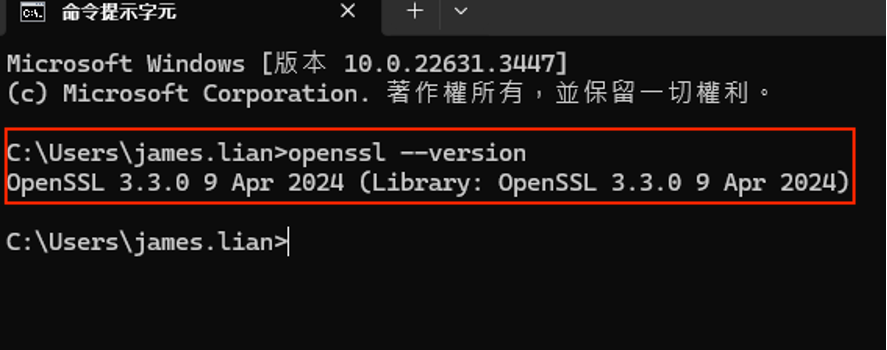 命令提示字元
Microsoft Windows [版本 10.0.22631.3447]
(c) Microsoft Corporation. 著作權所有，並保留一切權利。
C:\Users\james.lian>openssl --version
OpenSSL 3.3.0 9 Apr 2024 (Library: OpenSSL 3.3.0 9 Apr 2024)
C:\Users\james.lian>